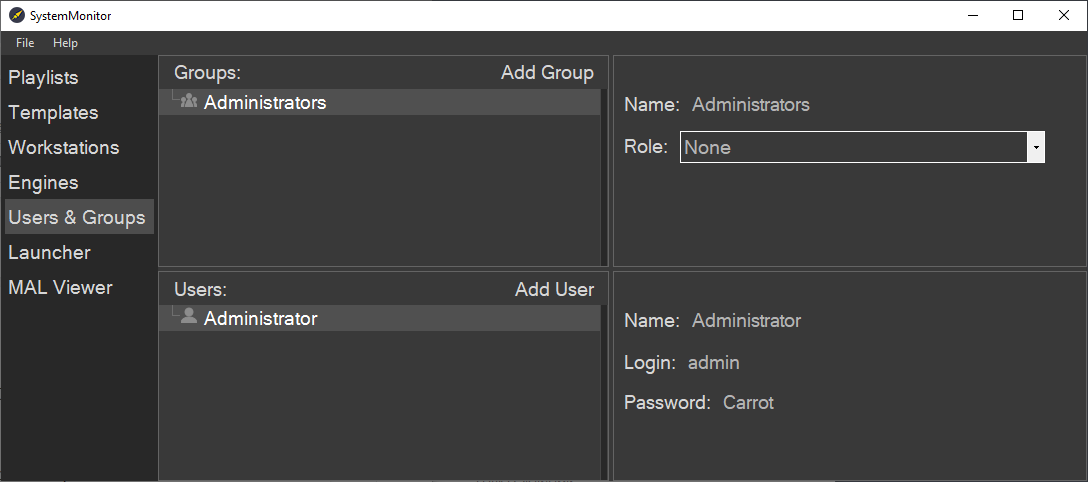 SystemMonitor
File Help
Playlists
Templates
Workstations
Engines
Users & Groups
Launcher
MAL Viewer
Groups: Add Group
Administrators
Name: Administrators
Role: None
Users: Add User
Administrator
Name: Administrator
Login: admin
Password: Carrot